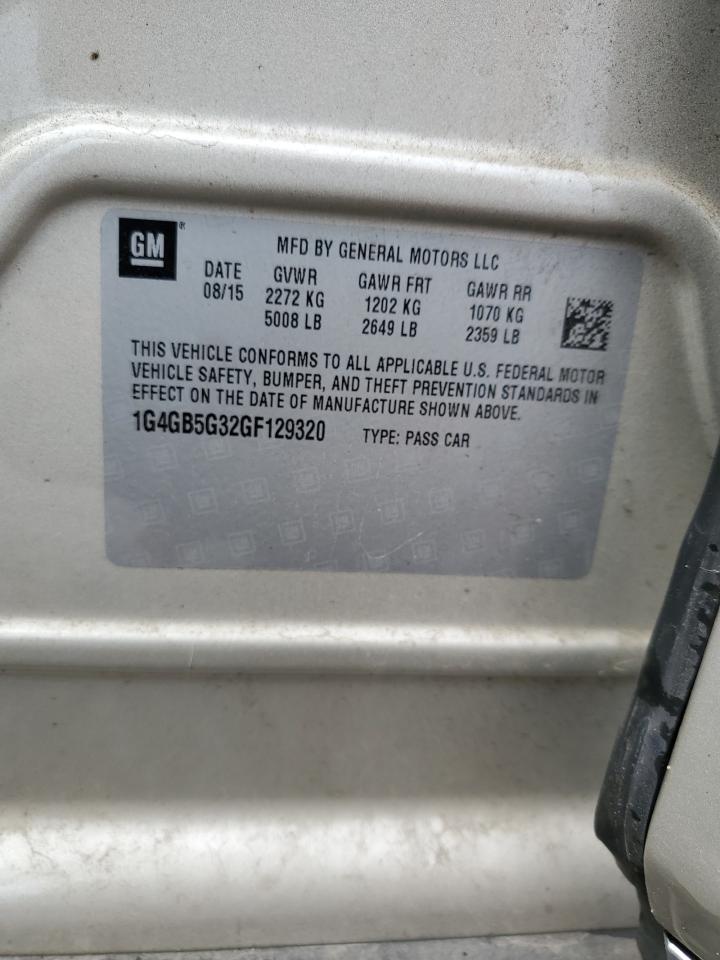 GM®
MFD BY GENERAL MOTORS LLC
DATE GVWR GAWR FRT GAWR RR
08/15 2272 KG 1202 KG 1070 KG
5008 LB 2649 LB 2359 LB
THIS VEHICLE CONFORMS TO ALL APPLICABLE U.S. FEDERAL MOTOR
VEHICLE SAFETY, BUMPER, AND THEFT PREVENTION STANDARDS IN
EFFECT ON THE DATE OF MANUFACTURE SHOWN ABOVE.
1G4GB5G32GF129320 TYPE: PASS CAR